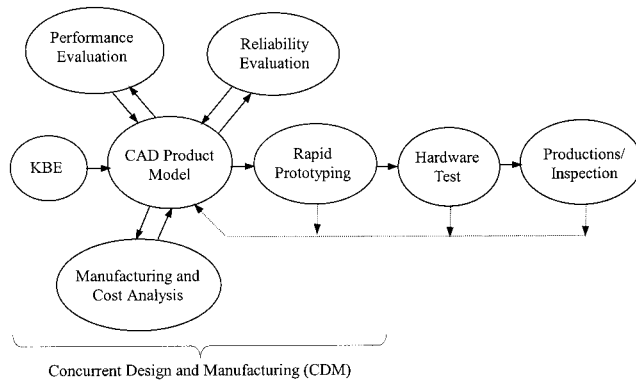 Performance
Evaluation
Reliability
Evaluation
KBE
CAD Product
Model
Rapid
Prototyping
Hardware
Test
Productions/
Inspection
Manufacturing and
Cost Analysis
Concurrent Design and Manufacturing (CDM)